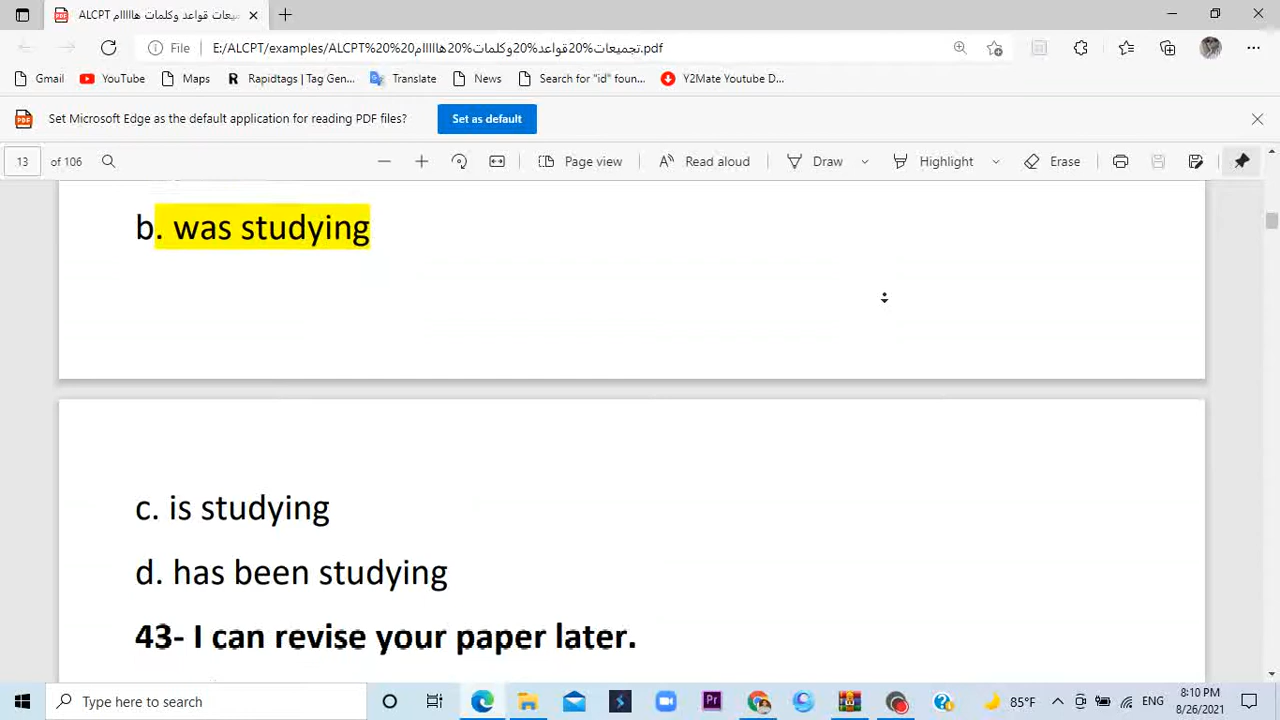 ALCPT تجميعات قواعد وكلمات هاااااام
File
E:/ALCPT/examples/ALCPT%20%20تجميعات%20قواعد%20وكلمات%20هاااااام.pdf
Gmail
YouTube
Maps
Rapidtags | Tag Gen...
Translate
News
Search for "id" foun...
Y2Mate Youtube D...
Set Microsoft Edge as the default application for reading PDF files?
Set as default
13 of 106
Page view
Read aloud
Draw
Highlight
Erase
b. was studying
c. is studying
d. has been studying
43- I can revise your paper later.
Type here to search
Pr
85°F
ENG
8:10 PM
8/26/2021